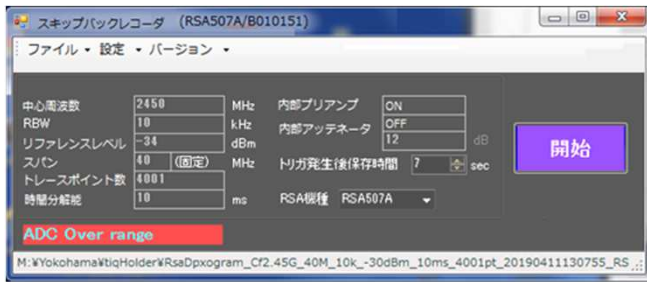 スキップバックレコーダ (RSA507A/B010151)
ファイル 設定 バージョン
中心周波数 2450 MHz 内部プリアンプ ON
RBW 10 kHz 内部アッテネータ OFF
リファレンスレベル -34 dBm 12 dB
スパン 40 (固定) MHz トリガ発生後保存時間 7 sec
トレースポイント数 4001
時間分解能 10 ms RSA機種 RSA507A
開始
ADC Over range
M:¥Yokohama¥tiqHolder¥RsaDpxogram_Cf2.45G_40M_10k_-30dBm_10ms_4001pt_20190411130755_RS